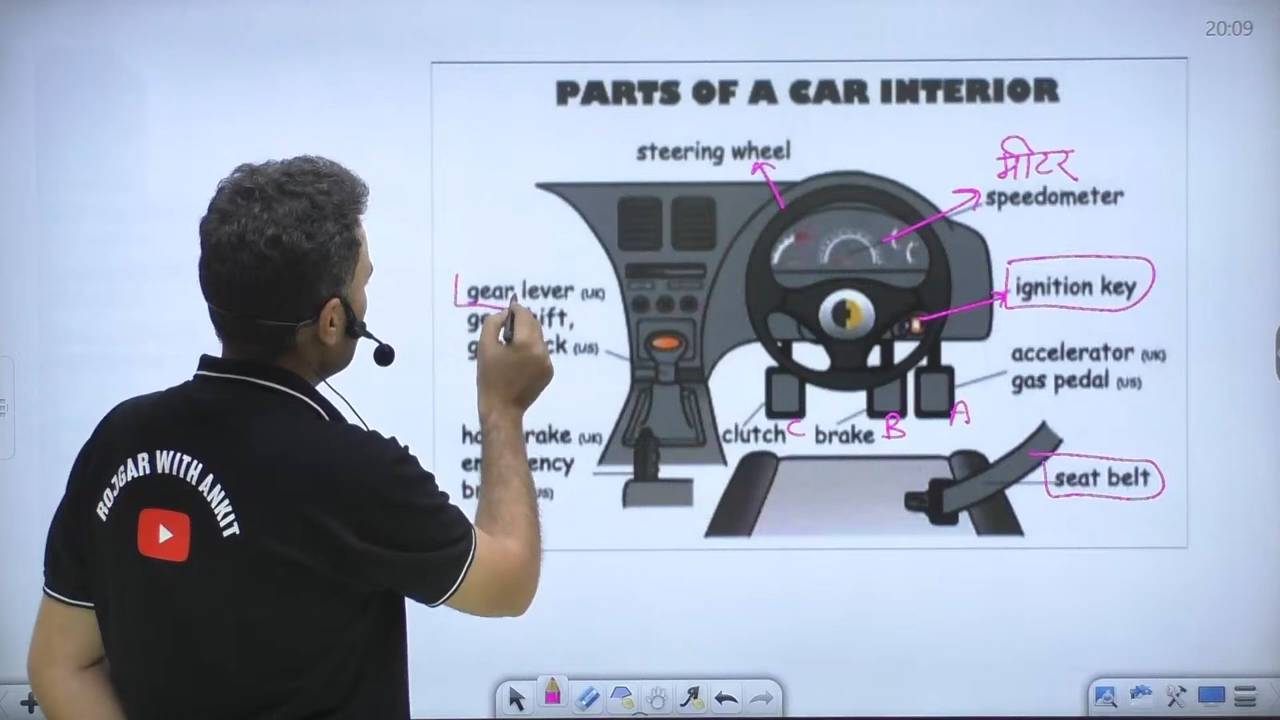 20:09
PARTS OF A CAR INTERIOR
steering wheel
मीटर
speedometer
gear lever (UK)
ignition key
accelerator (UK)
gas pedal (US)
A
clutch C brake B
seat belt
ROJGAR WITH ANKIT